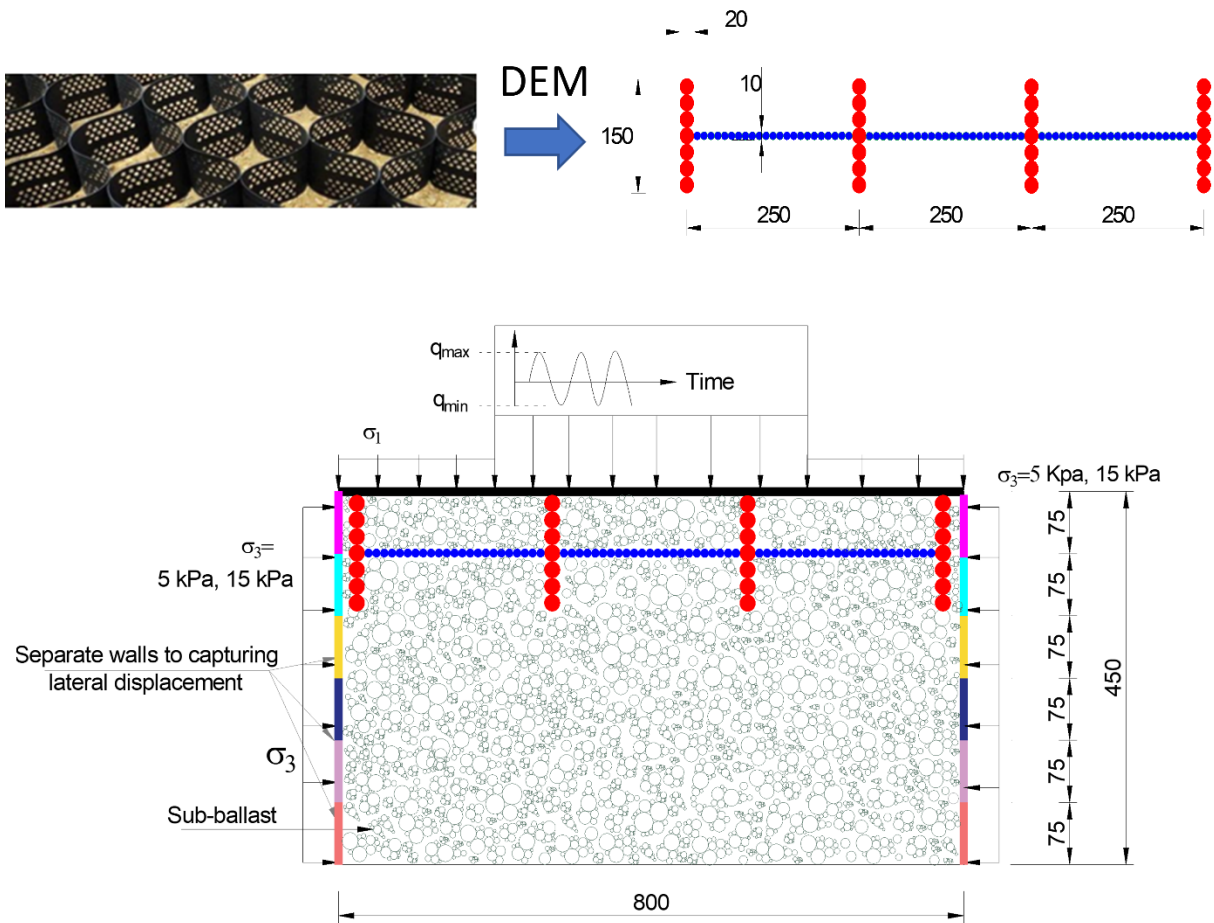 20
DEM
10
150
250
250
250
qmax
qmin
Time
σ1
σ3=5 Kpa, 15 kPa
σ3=
5 kPa, 15 kPa
75
75
75
75
75
75
450
Separate walls to capturing
lateral displacement
σ3
Sub-ballast
800